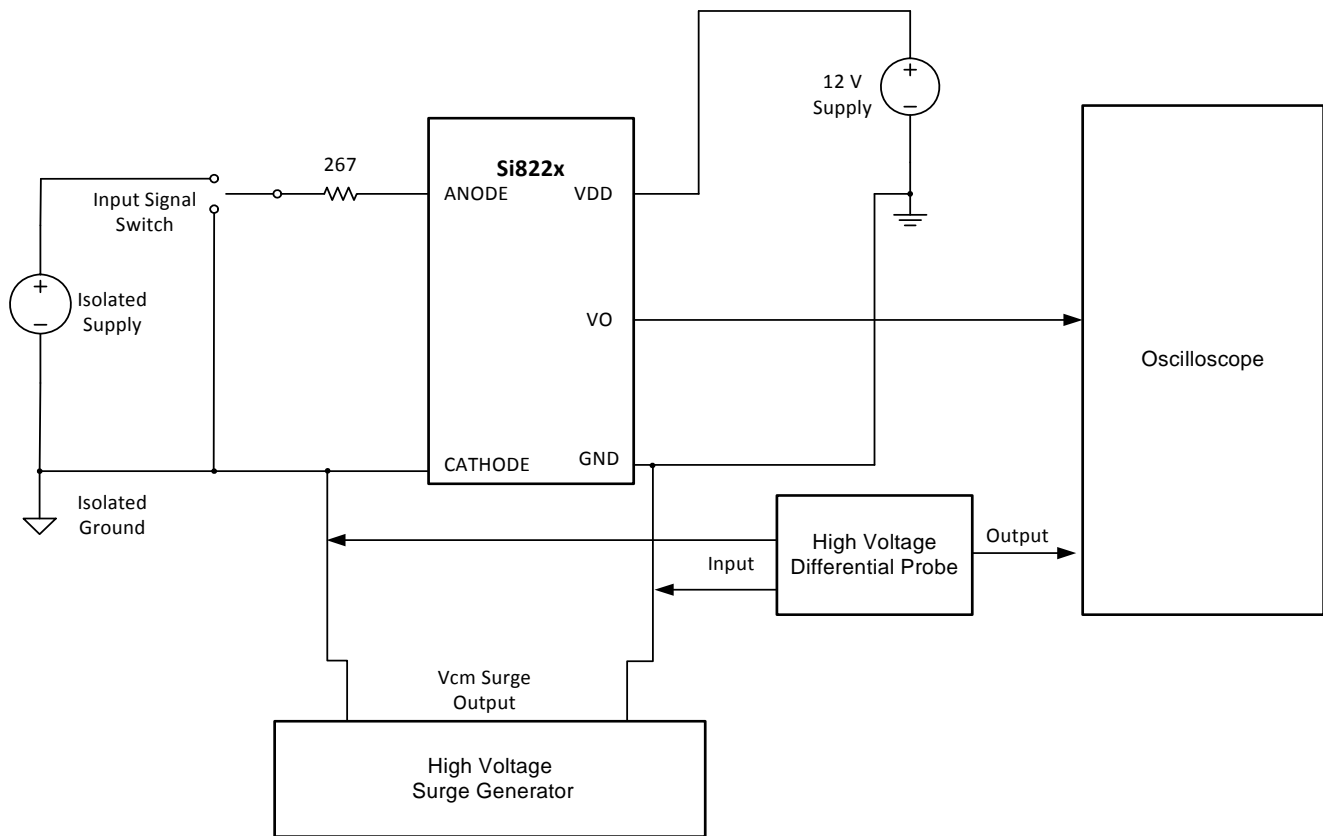 12 V
Supply
+
−
Si822x
267
ANODE
VDD
Input Signal
Switch
+
−
Isolated
Supply
VO
Oscilloscope
CATHODE
GND
Isolated
Ground
High Voltage
Differential Probe
Output
Input
Vcm Surge
Output
High Voltage
Surge Generator